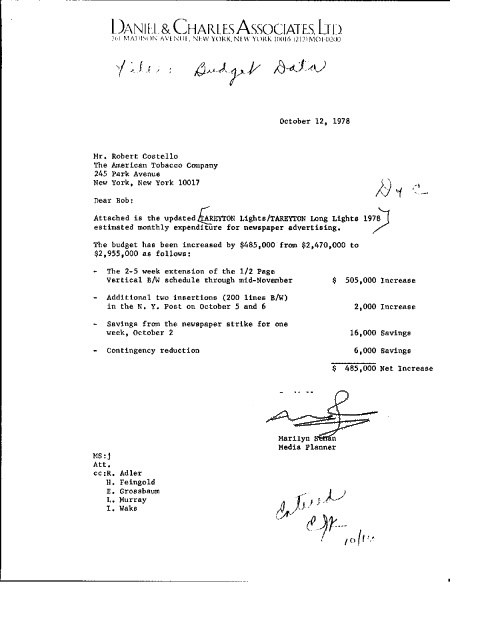 DANIEL & CHARLES ASSOCIATES, LTD.
261 MADISON AVENUE, NEW YORK, NEW YORK 10016 (212) MO1-0200
File: Budget Data
October 12, 1978
Mr. Robert Costello
The American Tobacco Company
245 Park Avenue
New York, New York 10017
D y C
Dear Bob:
Attached is the updated TAREYTON Lights/TAREYTON Long Lights 1978
estimated monthly expenditure for newspaper advertising.
The budget has been increased by $485,000 from $2,470,000 to
$2,955,000 as follows:
- The 2-5 week extension of the 1/2 Page
Vertical B/W schedule through mid-November $ 505,000 Increase
- Additional two insertions (200 lines B/W)
in the N. Y. Post on October 5 and 6 2,000 Increase
- Savings from the newspaper strike for one
week, October 2 16,000 Savings
- Contingency reduction 6,000 Savings
$ 485,000 Net Increase
Marilyn
Media Planner
MS:j
Att.
cc:R. Adler
H. Feingold
E. Grossbaum
L. Murray
I. Waks
Entered